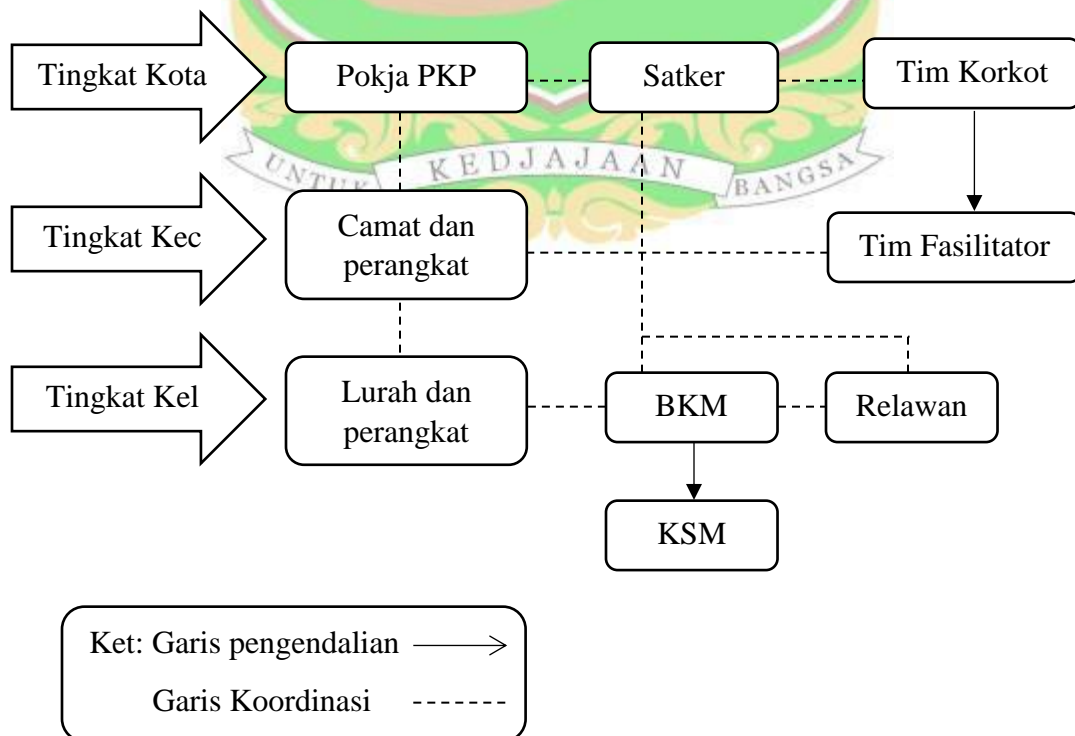 Tingkat Kota
Pokja PKP
Satker
Tim Korkot
UNTUK KEDJAJAAN BANGSA
Tingkat Kec
Camat dan
perangkat
Tim Fasilitator
Tingkat Kel
Lurah dan
perangkat
BKM
Relawan
KSM
Ket: Garis pengendalian
Garis Koordinasi